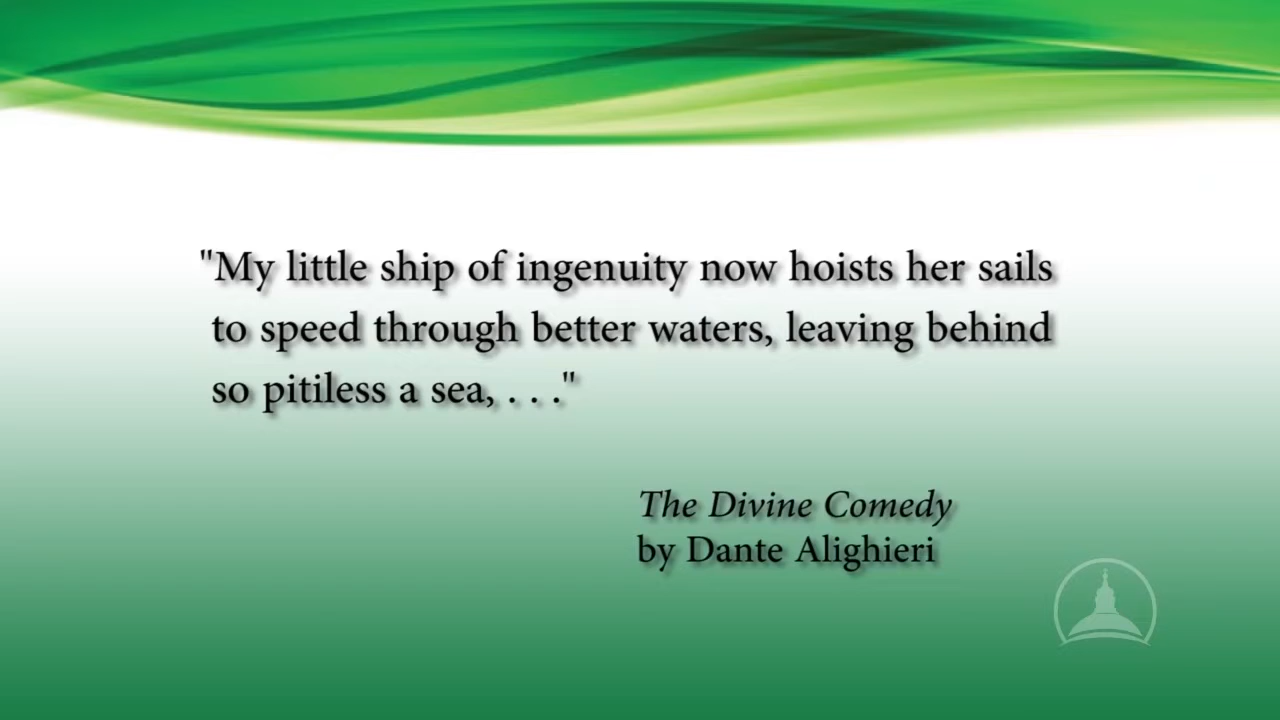 "My little ship of ingenuity now hoists her sails
to speed through better waters, leaving behind
so pitiless a sea, . . ."
The Divine Comedy
by Dante Alighieri